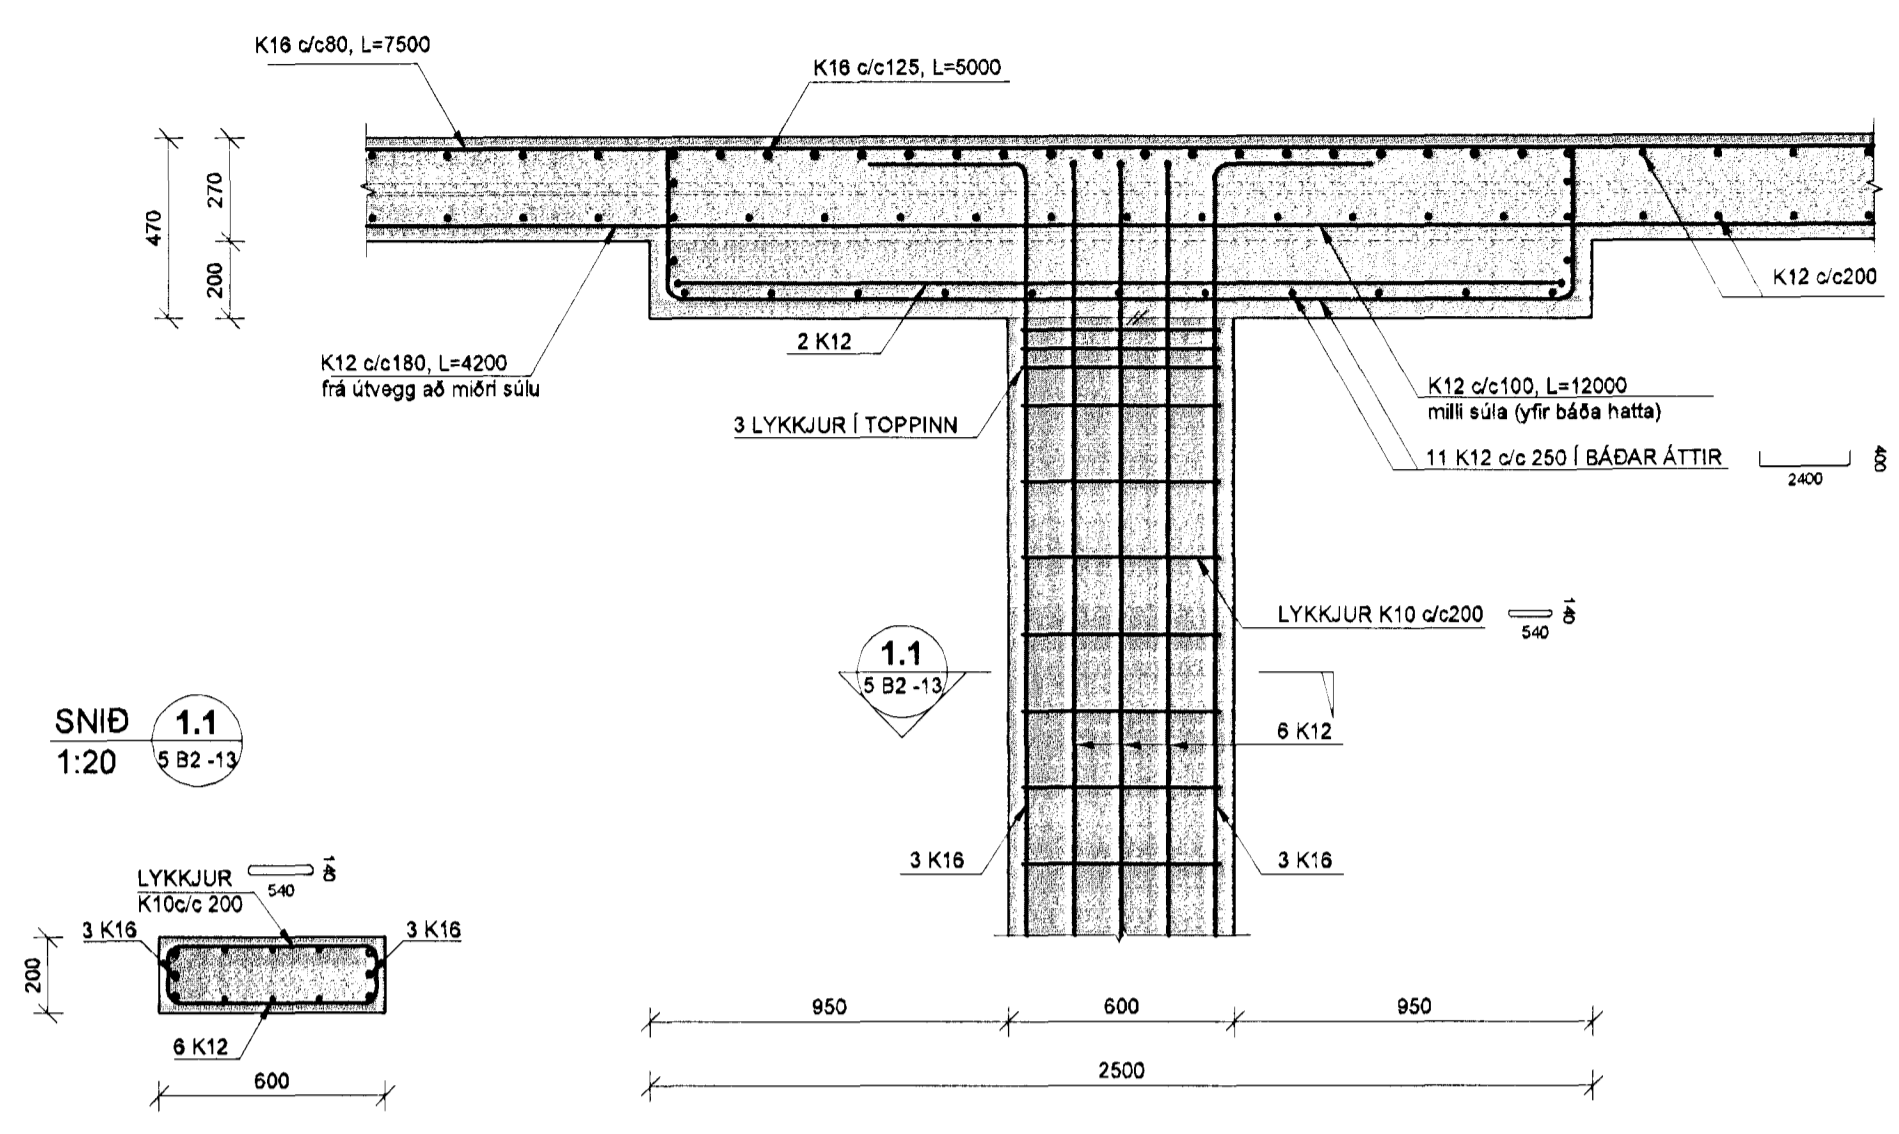 K16 c/c80, L=7500
K16 c/c125, L=5000
470
270
200
K12 c/c200
2 K12
K12 c/c180, L=4200
frá útvegg að miðri súlu
K12 c/c100, L=12000
milli súla (yfir báða hatta)
3 LYKKJUR Í TOPPINN
11 K12 c/c 250 Í BÁÐAR ÁTTIR
2400
400
LYKKJUR K10 c/c200
540
140
1.1
5 B2 -13
6 K12
SNIÐ
1:20
1.1
5 B2 -13
3 K16
3 K16
LYKKJUR
K10c/c 200
540
140
3 K16
3 K16
200
6 K12
600
950
600
950
2500